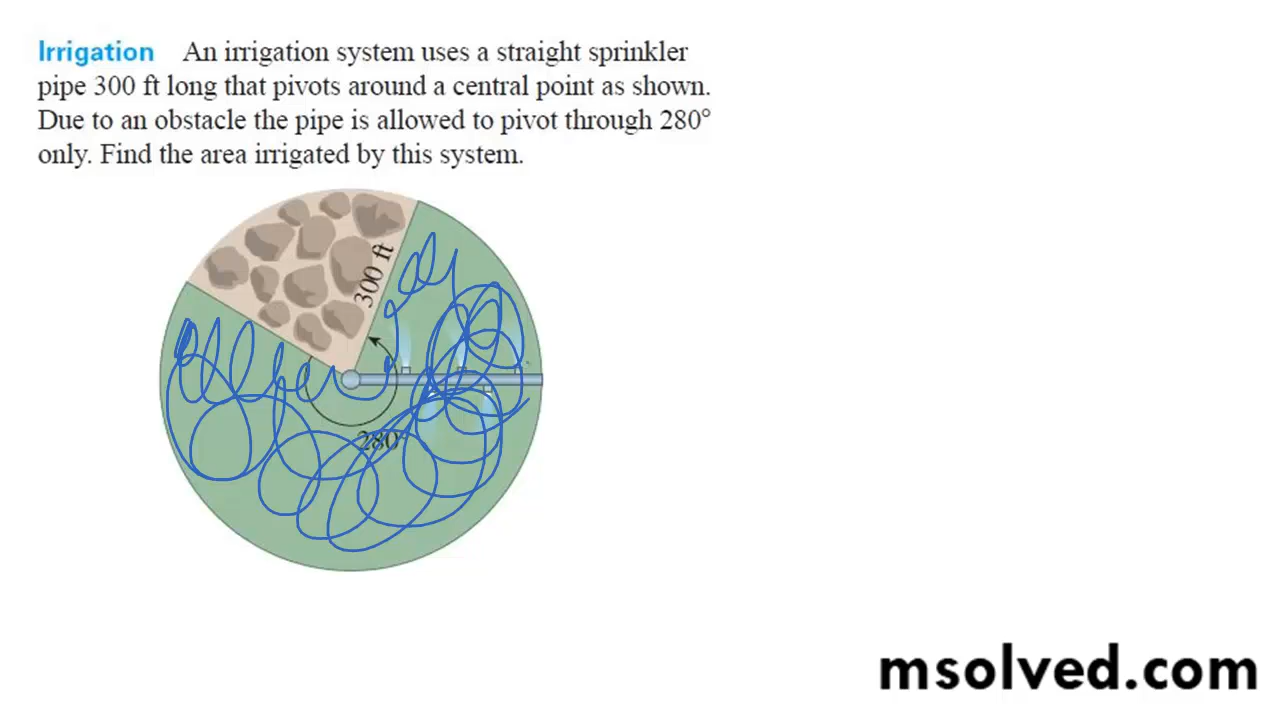 Irrigation An irrigation system uses a straight sprinkler
pipe 300 ft long that pivots around a central point as shown.
Due to an obstacle the pipe is allowed to pivot through 280°
only. Find the area irrigated by this system.
300 ft
280°
msolved.com